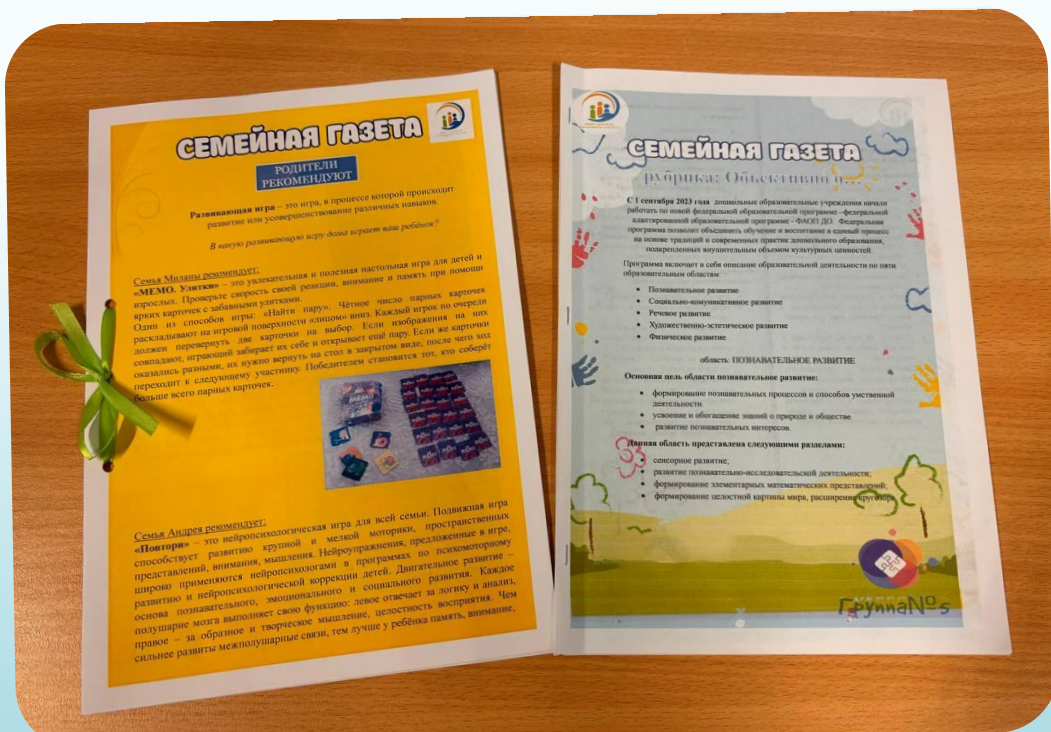 СЕМЕЙНАЯ ГАЗЕТА
РОДИТЕЛИ
РЕКОМЕНДУЮТ
Развивающая игра – это игра, в процессе которой происходит
развитие или усовершенствование различных навыков.
В какую развивающую игру дома играет ваш ребёнок?
Семья Миланы рекомендует:
«МЕМО. Улитки» – это увлекательная и полезная настольная игра для детей и
взрослых. Проверьте скорость своей реакции, внимание и память при помощи
ярких карточек с забавными улитками.
Один из способов игры: «Найти пару». Чётное число парных карточек
раскладывают на игровой поверхности «лицом» вниз. Каждый игрок по очереди
должен перевернуть две карточки на выбор. Если изображения на них
совпадают, играющий забирает их себе и открывает ещё пару. Если же карточки
оказались разными, их нужно вернуть на стол в закрытом виде, после чего ход
переходит к следующему участнику. Победителем становится тот, кто соберёт
больше всего парных карточек.
Семья Андрея рекомендует:
«Повтори» – это нейропсихологическая игра для всей семьи. Подвижная игра
способствует развитию крупной и мелкой моторики, пространственных
представлений, внимания, мышления. Нейроупражнения, предложенные в игре,
широко применяются нейропсихологами в программах по психомоторному
развитию и нейропсихологической коррекции детей. Двигательное развитие –
основа познавательного, эмоционального и социального развития. Каждое
полушарие мозга выполняет свою функцию: левое отвечает за логику и анализ,
правое – за образное и творческое мышление, целостность восприятия. Чем
сильнее развиты межполушарные связи, тем лучше у ребёнка память, внимание,
СЕМЕЙНАЯ ГАЗЕТА
рубрика: Объективно о...
С 1 сентября 2023 года дошкольные образовательные учреждения начали
работать по новой федеральной образовательной программе -федеральной
адаптированной образовательной программе - ФАОП ДО. Федеральная
программа позволит объединить обучение и воспитание в единый процесс
на основе традиций и современных практик дошкольного образования,
подкрепленных внушительным объемом культурных ценностей.
Программа включает в себя описание образовательной деятельности по пяти
образовательным областям:
• Познавательное развитие
• Социально-коммуникативное развитие
• Речевое развитие
• Художественно-эстетическое развитие
• Физическое развитие
область: ПОЗНАВАТЕЛЬНОЕ РАЗВИТИЕ
Основная цель области познавательное развитие:
• формирование познавательных процессов и способов умственной
деятельности.
• усвоение и обогащение знаний о природе и обществе
• развитие познавательных интересов.
Данная область представлена следующими разделами:
• сенсорное развитие;
• развитие познавательно-исследовательской деятельности;
• формирование элементарных математических представлений;
• формирование целостной картины мира, расширение кругозора
Группа№5